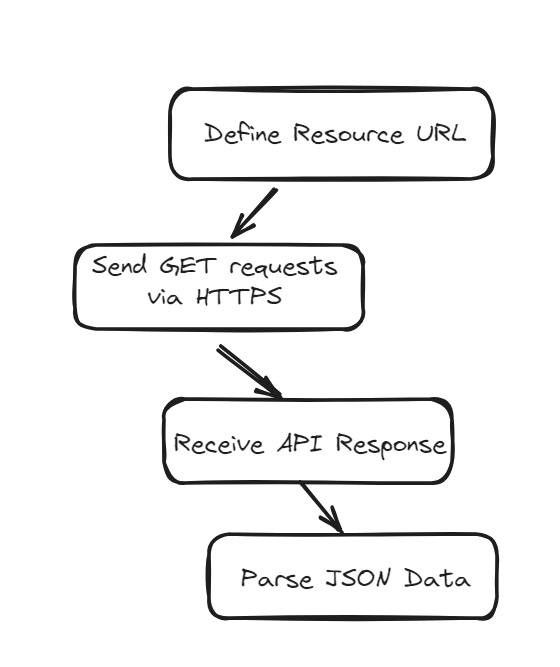 Define Resource URL
Send GET requests
via HTTPS
Receive API Response
Parse JSON Data